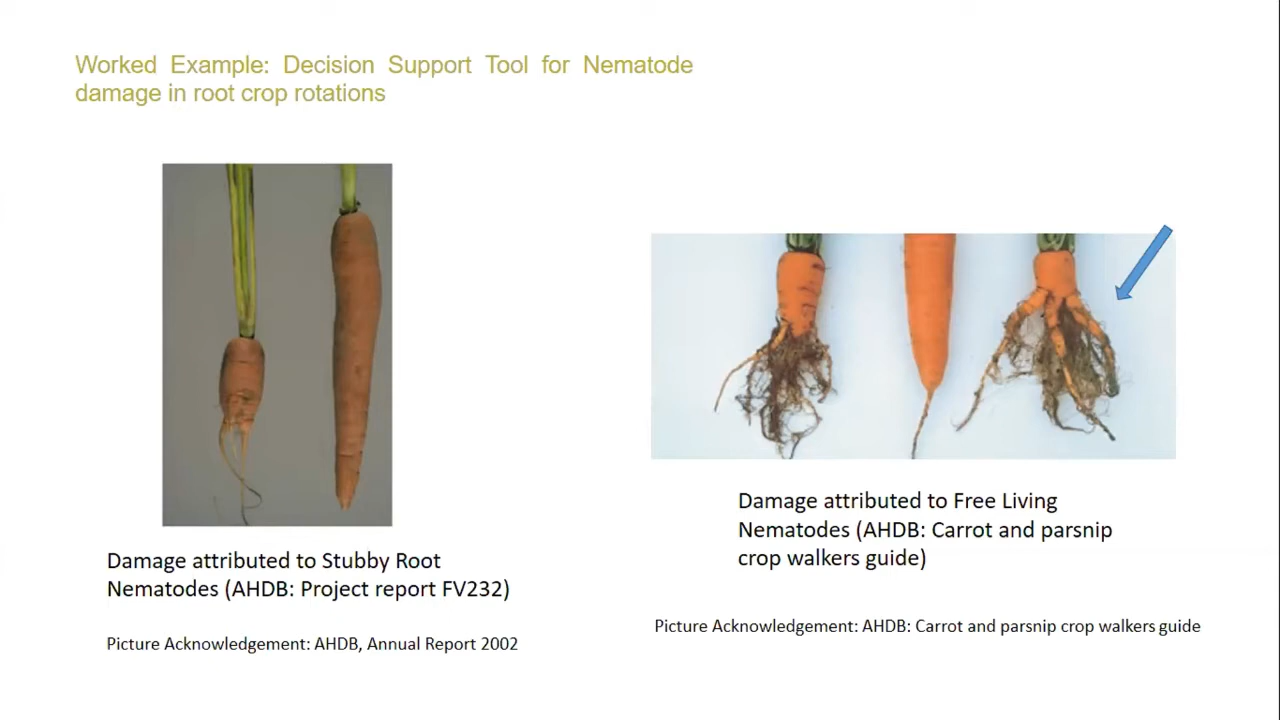 Worked Example: Decision Support Tool for Nematode
damage in root crop rotations
Damage attributed to Stubby Root
Nematodes (AHDB: Project report FV232)
Picture Acknowledgement: AHDB, Annual Report 2002
Damage attributed to Free Living
Nematodes (AHDB: Carrot and parsnip
crop walkers guide)
Picture Acknowledgement: AHDB: Carrot and parsnip crop walkers guide